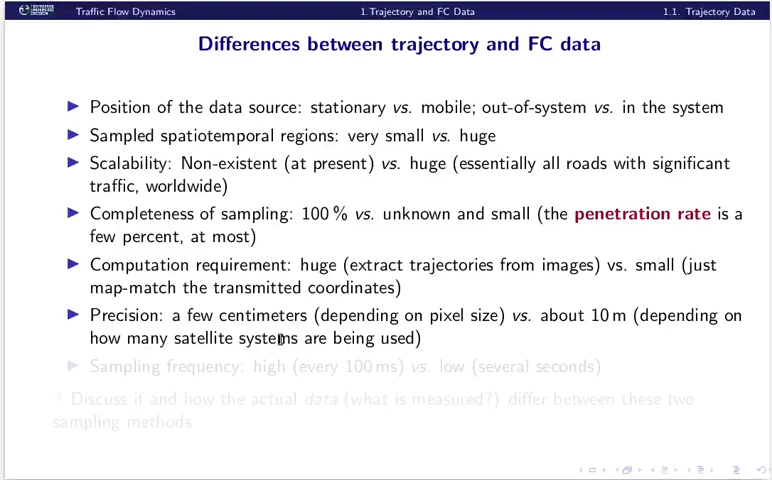 TECHNISCHE
UNIVERSITÄT
DRESDEN
Traffic Flow Dynamics
1.Trajectory and FC Data
1.1. Trajectory Data
Differences between trajectory and FC data
Position of the data source: stationary vs. mobile; out-of-system vs. in the system
Sampled spatiotemporal regions: very small vs. huge
Scalability: Non-existent (at present) vs. huge (essentially all roads with significant
traffic, worldwide)
Completeness of sampling: 100 % vs. unknown and small (the penetration rate is a
few percent, at most)
Computation requirement: huge (extract trajectories from images) vs. small (just
map-match the transmitted coordinates)
Precision: a few centimeters (depending on pixel size) vs. about 10 m (depending on
how many satellite systems are being used)
Sampling frequency: high (every 100 ms) vs. low (several seconds)
? Discuss if and how the actual data (what is measured?) differ between these two
sampling methods